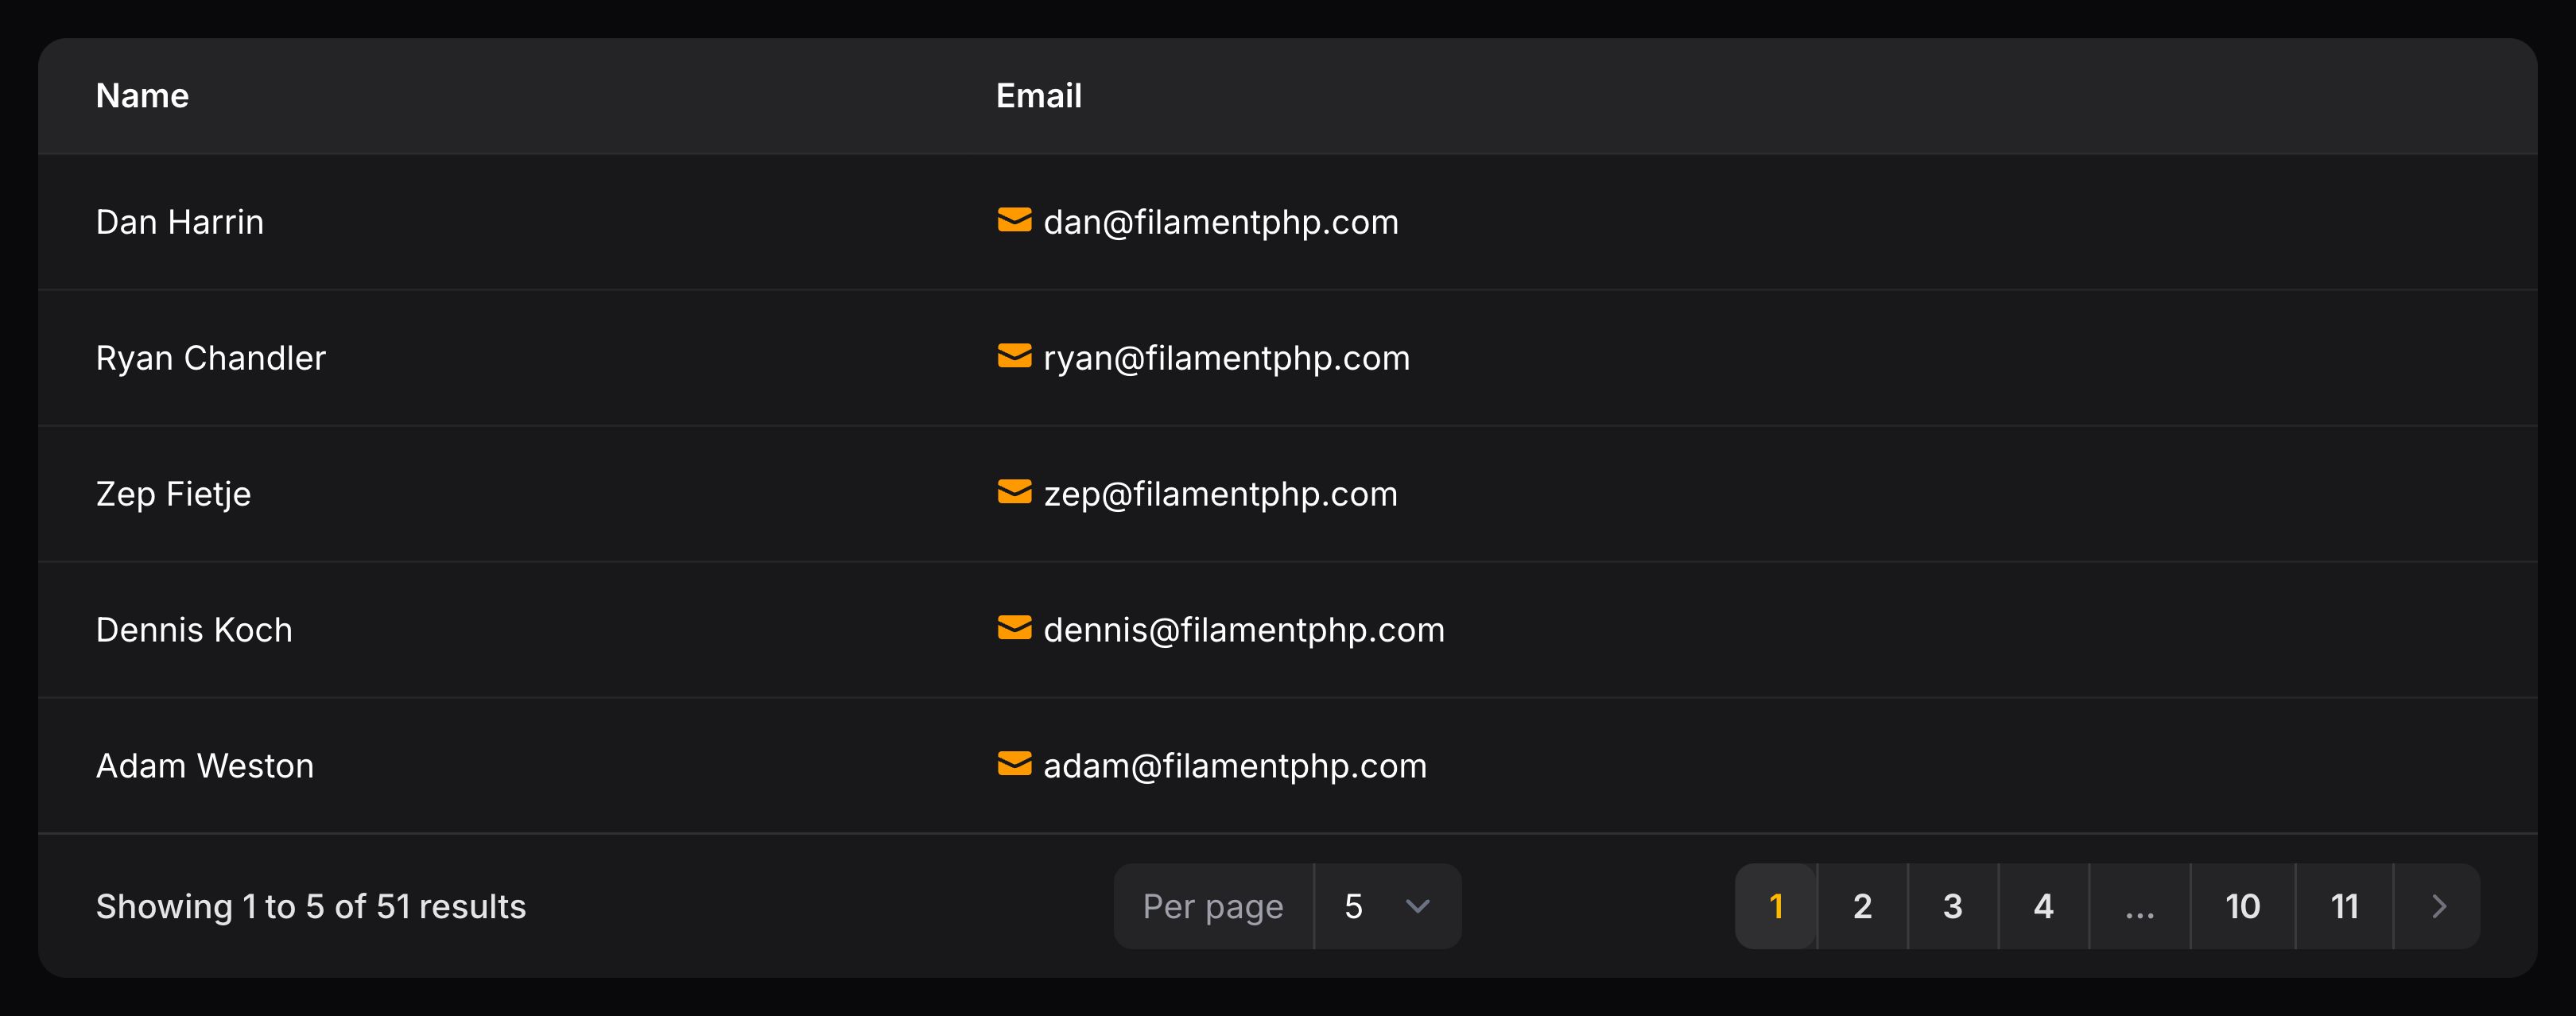 Name Email
Dan Harrin dan@filamentphp.com
Ryan Chandler ryan@filamentphp.com
Zep Fietje zep@filamentphp.com
Dennis Koch dennis@filamentphp.com
Adam Weston adam@filamentphp.com
Showing 1 to 5 of 51 results Per page 5 1 2 3 4 ... 10 11